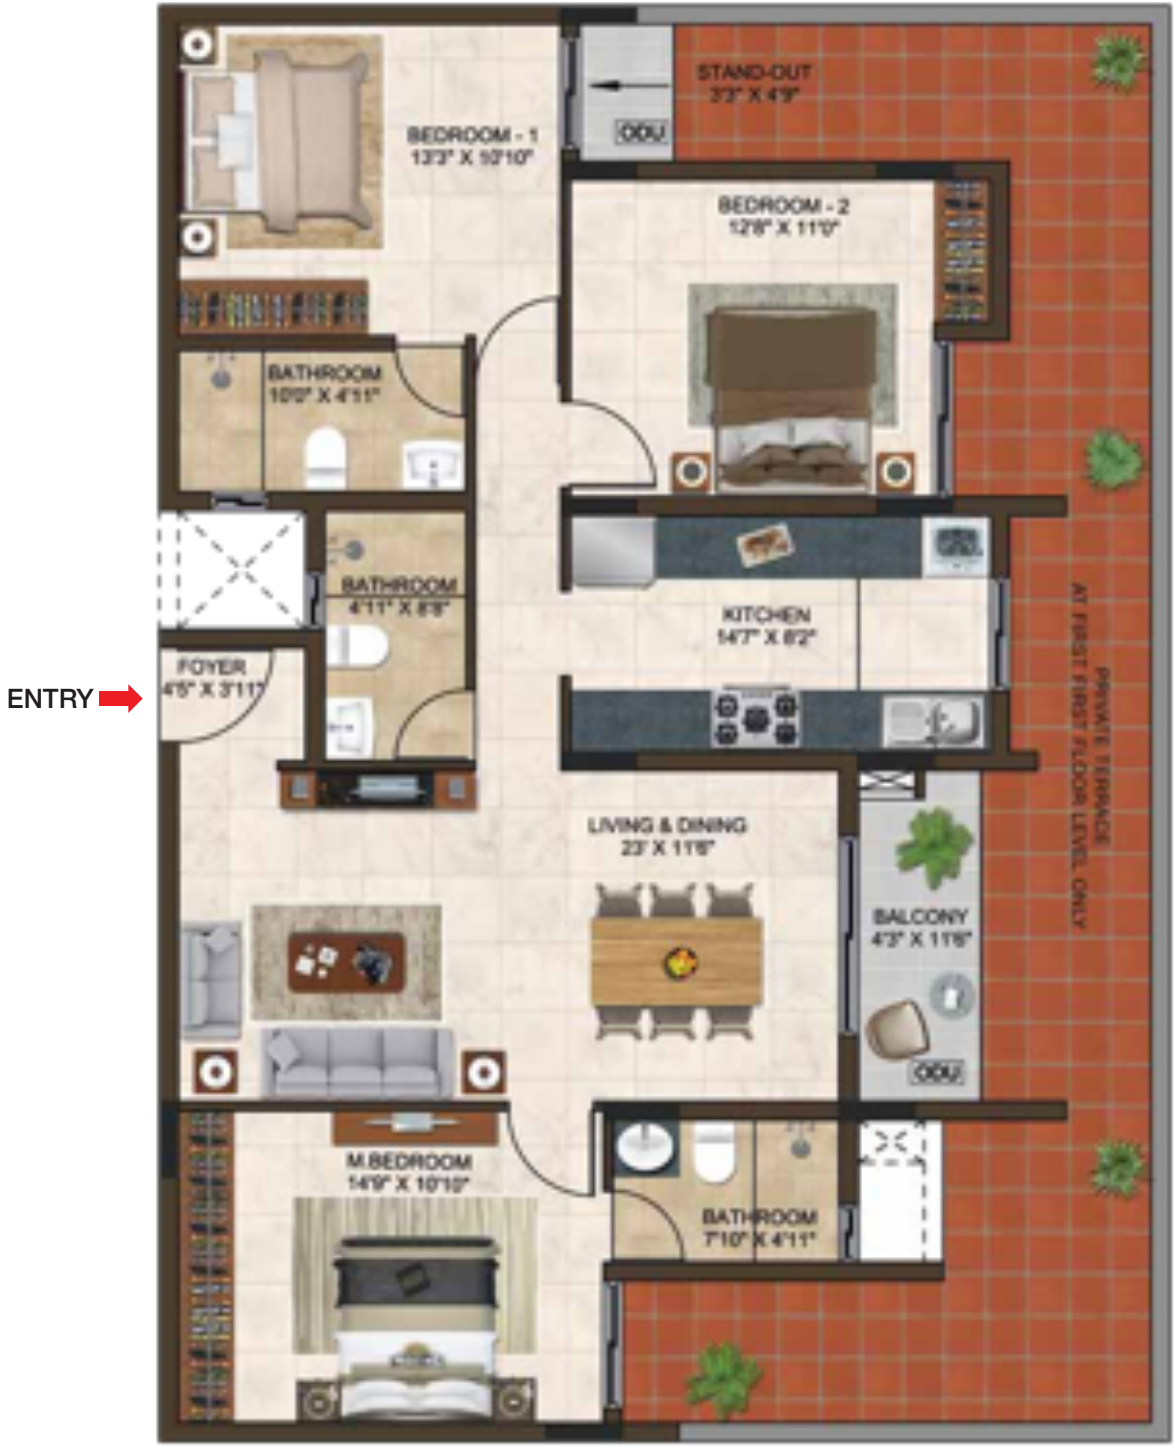 STAND-OUT
3'3" X 4'9"
ODU
BEDROOM - 1
13'3" X 10'10"
BEDROOM - 2
12'8" X 11'0"
BATHROOM
10'0" X 4'11"
BATHROOM
4'11" X 8'8"
KITCHEN
14'7" X 8'2"
FOYER
4'5" X 3'11"
ENTRY
PRIVATE TERRACE
AT FIRST FIRST FLOOR LEVEL ONLY
LIVING & DINING
23' X 11'6"
BALCONY
4'3" X 11'6"
ODU
M.BEDROOM
14'9" X 10'10"
BATHROOM
7'10" X 4'11"